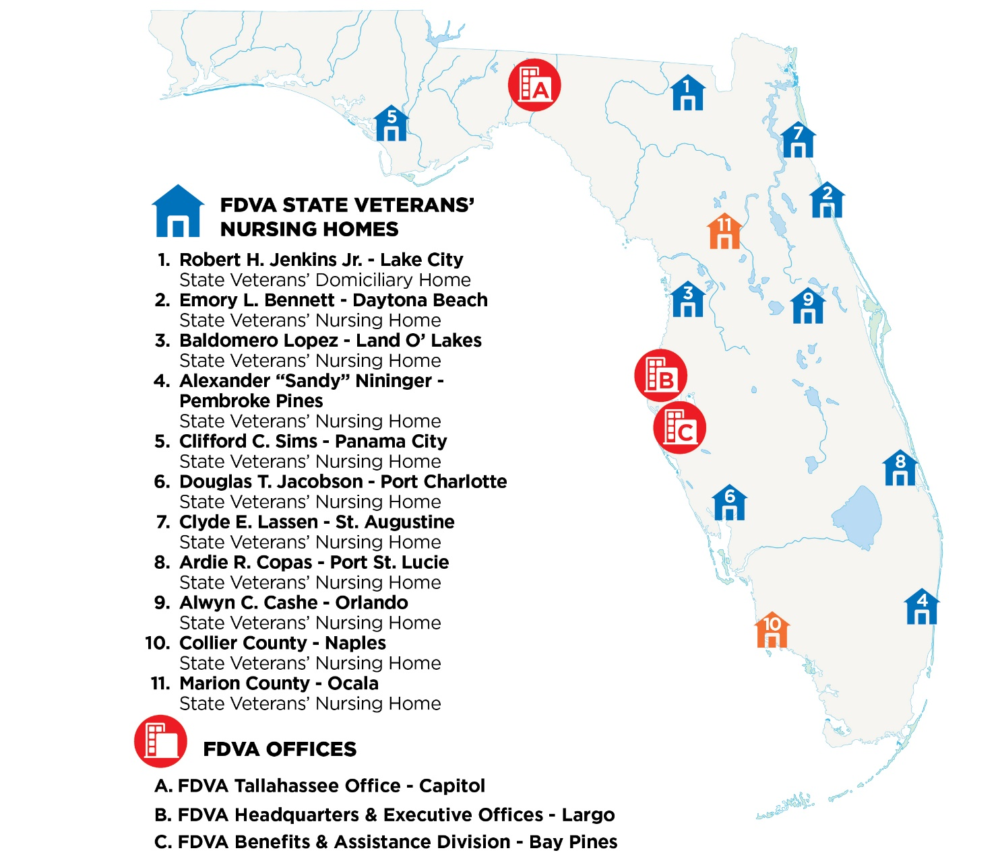 A
1
5
7
2
11
3
9
B
C
8
6
4
10
FDVA STATE VETERANS’
NURSING HOMES
1. Robert H. Jenkins Jr. - Lake City
State Veterans’ Domiciliary Home
2. Emory L. Bennett - Daytona Beach
State Veterans’ Nursing Home
3. Baldomero Lopez - Land O’ Lakes
State Veterans’ Nursing Home
4. Alexander “Sandy” Nininger -
Pembroke Pines
State Veterans’ Nursing Home
5. Clifford C. Sims - Panama City
State Veterans’ Nursing Home
6. Douglas T. Jacobson - Port Charlotte
State Veterans’ Nursing Home
7. Clyde E. Lassen - St. Augustine
State Veterans’ Nursing Home
8. Ardie R. Copas - Port St. Lucie
State Veterans’ Nursing Home
9. Alwyn C. Cashe - Orlando
State Veterans’ Nursing Home
10. Collier County - Naples
State Veterans’ Nursing Home
11. Marion County - Ocala
State Veterans’ Nursing Home
FDVA OFFICES
A. FDVA Tallahassee Office - Capitol
B. FDVA Headquarters & Executive Offices - Largo
C. FDVA Benefits & Assistance Division - Bay Pines